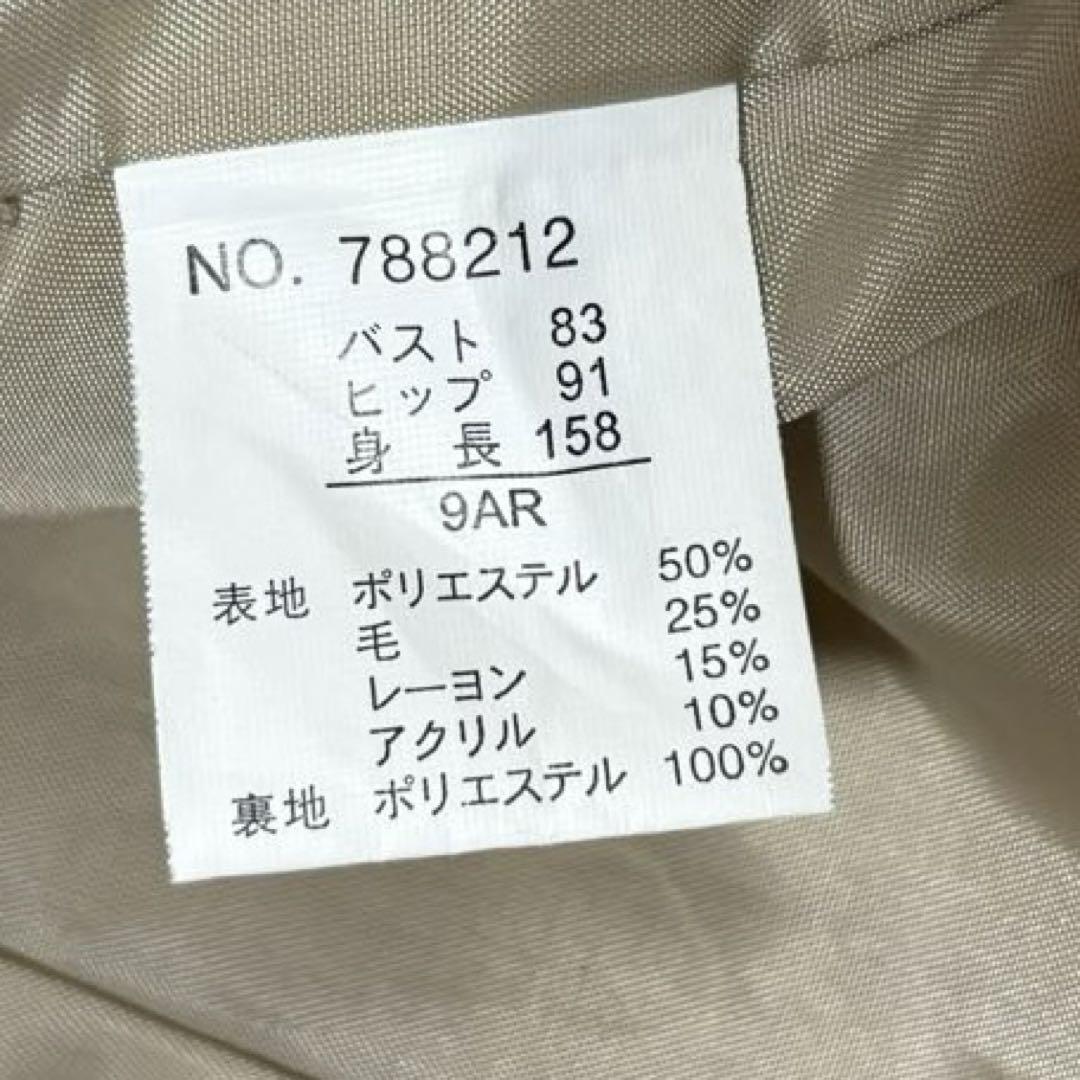 NO. 788212
バスト 83
ヒップ 91
身長 158
9AR
表地 ポリエステル 50%
毛 25%
レーヨン 15%
アクリル 10%
裏地 ポリエステル 100%